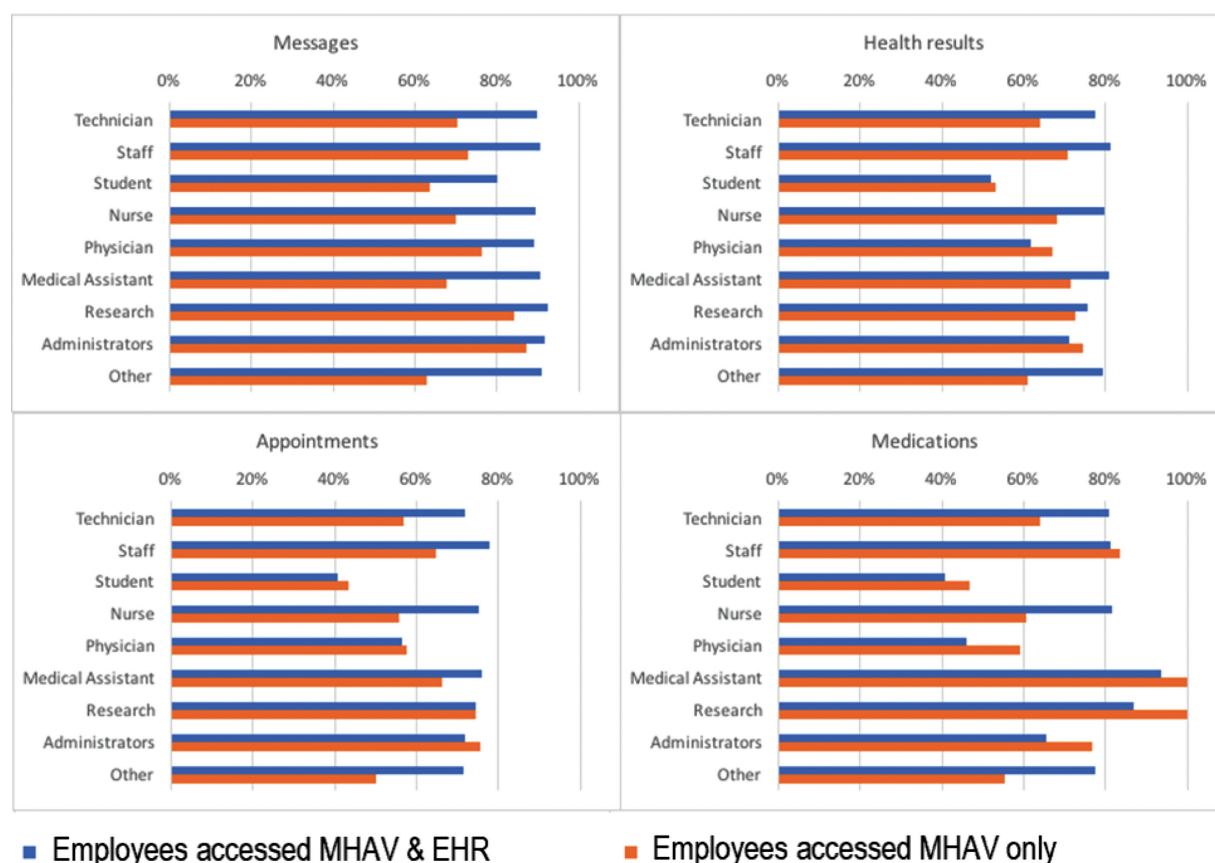 Messages
0% 20% 40% 60% 80% 100%
Technician
Staff
Student
Nurse
Physician
Medical Assistant
Research
Administrators
Other
Health results
0% 20% 40% 60% 80% 100%
Technician
Staff
Student
Nurse
Physician
Medical Assistant
Research
Administrators
Other
Appointments
0% 20% 40% 60% 80% 100%
Technician
Staff
Student
Nurse
Physician
Medical Assistant
Research
Administrators
Other
Medications
0% 20% 40% 60% 80% 100%
Technician
Staff
Student
Nurse
Physician
Medical Assistant
Research
Administrators
Other
Employees accessed MHAV & EHR
Employees accessed MHAV only